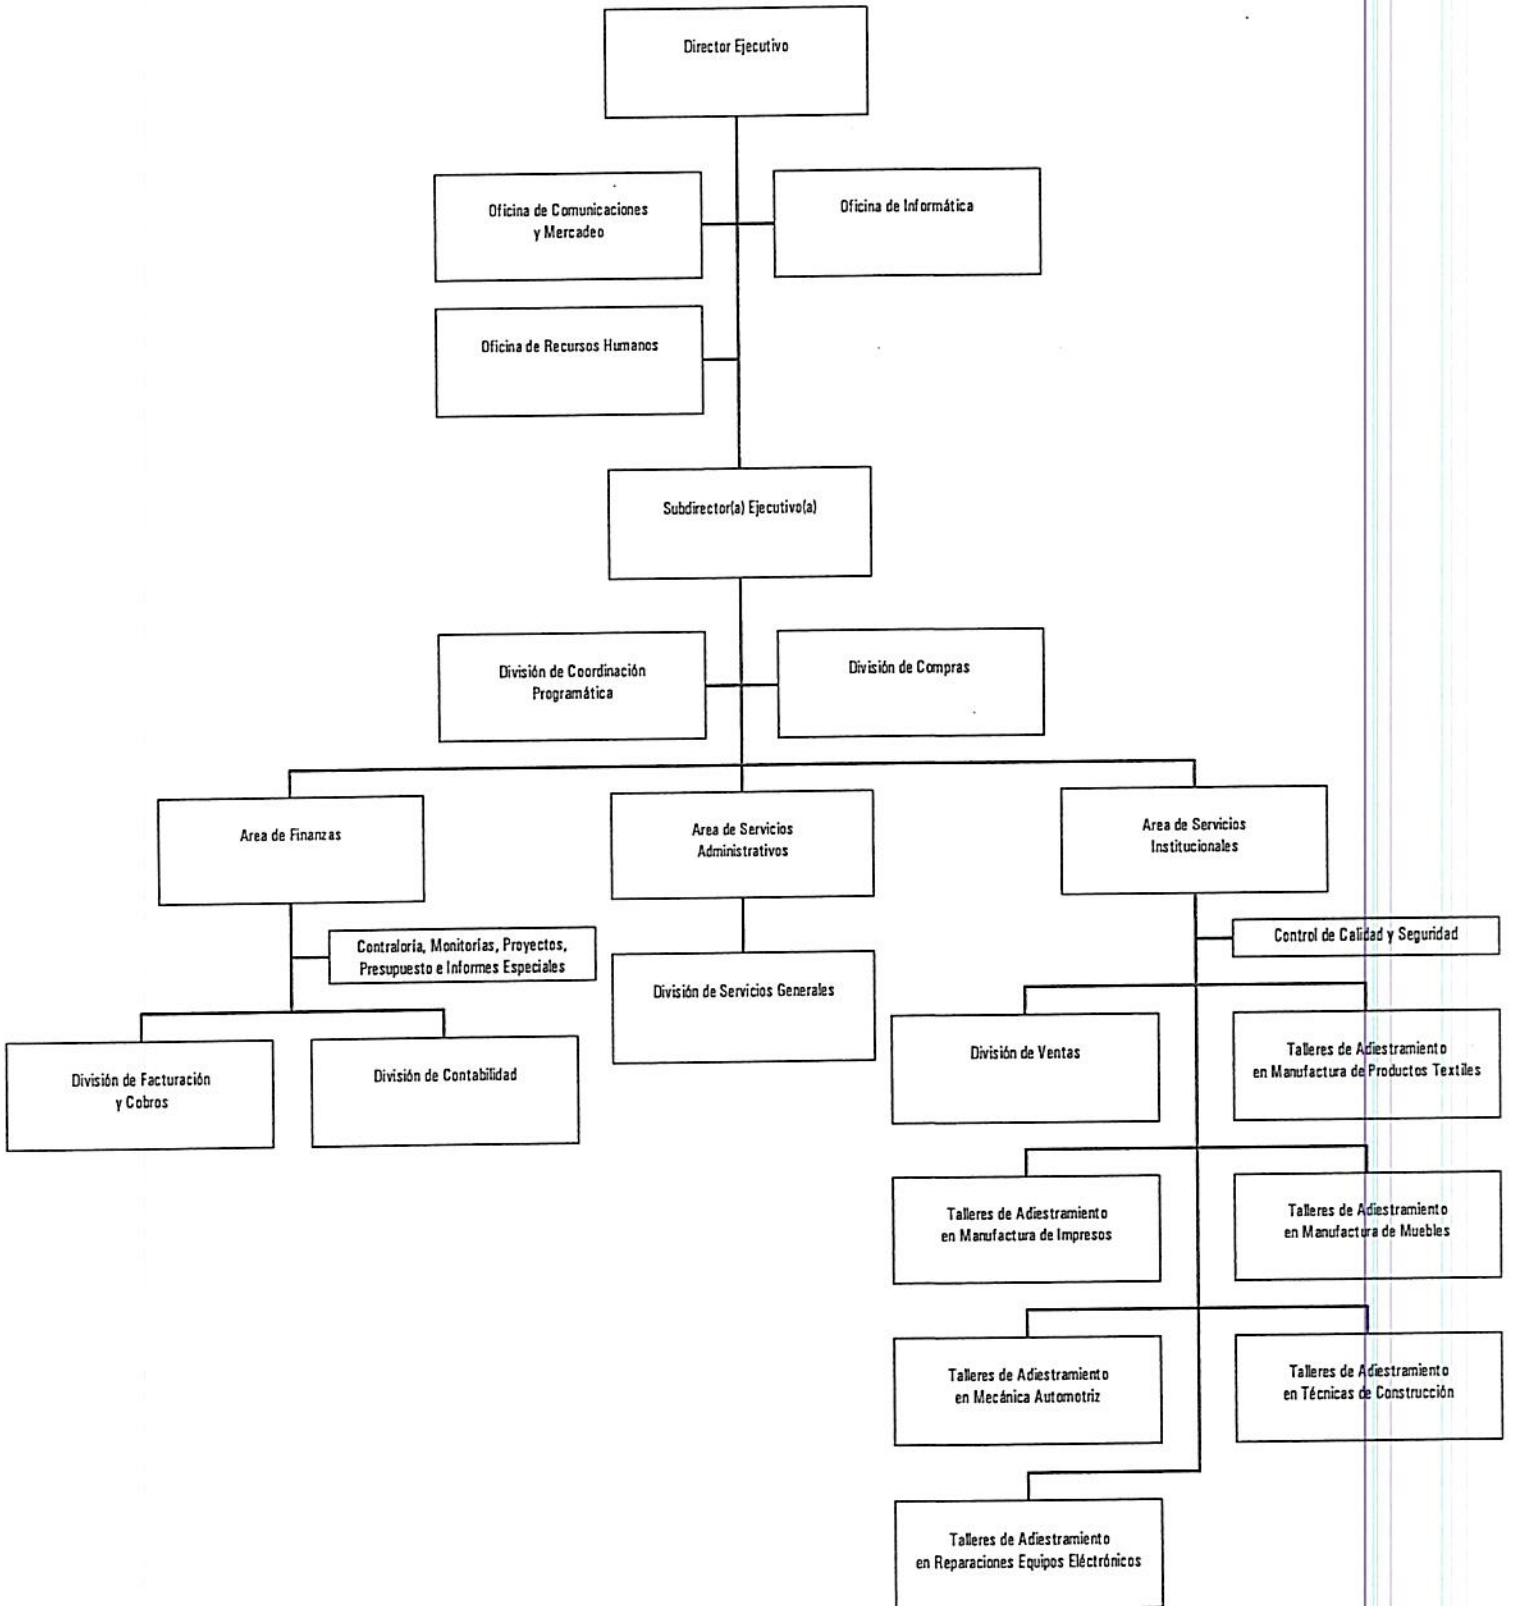 Director Ejecutivo
Oficina de Comunicaciones
y Mercadeo
Oficina de Informática
Oficina de Recursos Humanos
Subdirector(a) Ejecutivo(a)
División de Coordinación
Programática
División de Compras
Area de Finanzas
Area de Servicios
Administrativos
Area de Servicios
Institucionales
Contraloría, Monitorías, Proyectos,
Presupuesto e Informes Especiales
Control de Calidad y Seguridad
División de Servicios Generales
División de Facturación
y Cobros
División de Contabilidad
División de Ventas
Talleres de Adiestramiento
en Manufactura de Productos Textiles
Talleres de Adiestramiento
en Manufactura de Impresos
Talleres de Adiestramiento
en Manufactura de Muebles
Talleres de Adiestramiento
en Mecánica Automotriz
Talleres de Adiestramiento
en Técnicas de Construcción
Talleres de Adiestramiento
en Reparaciones Equipos Eléctrónicos